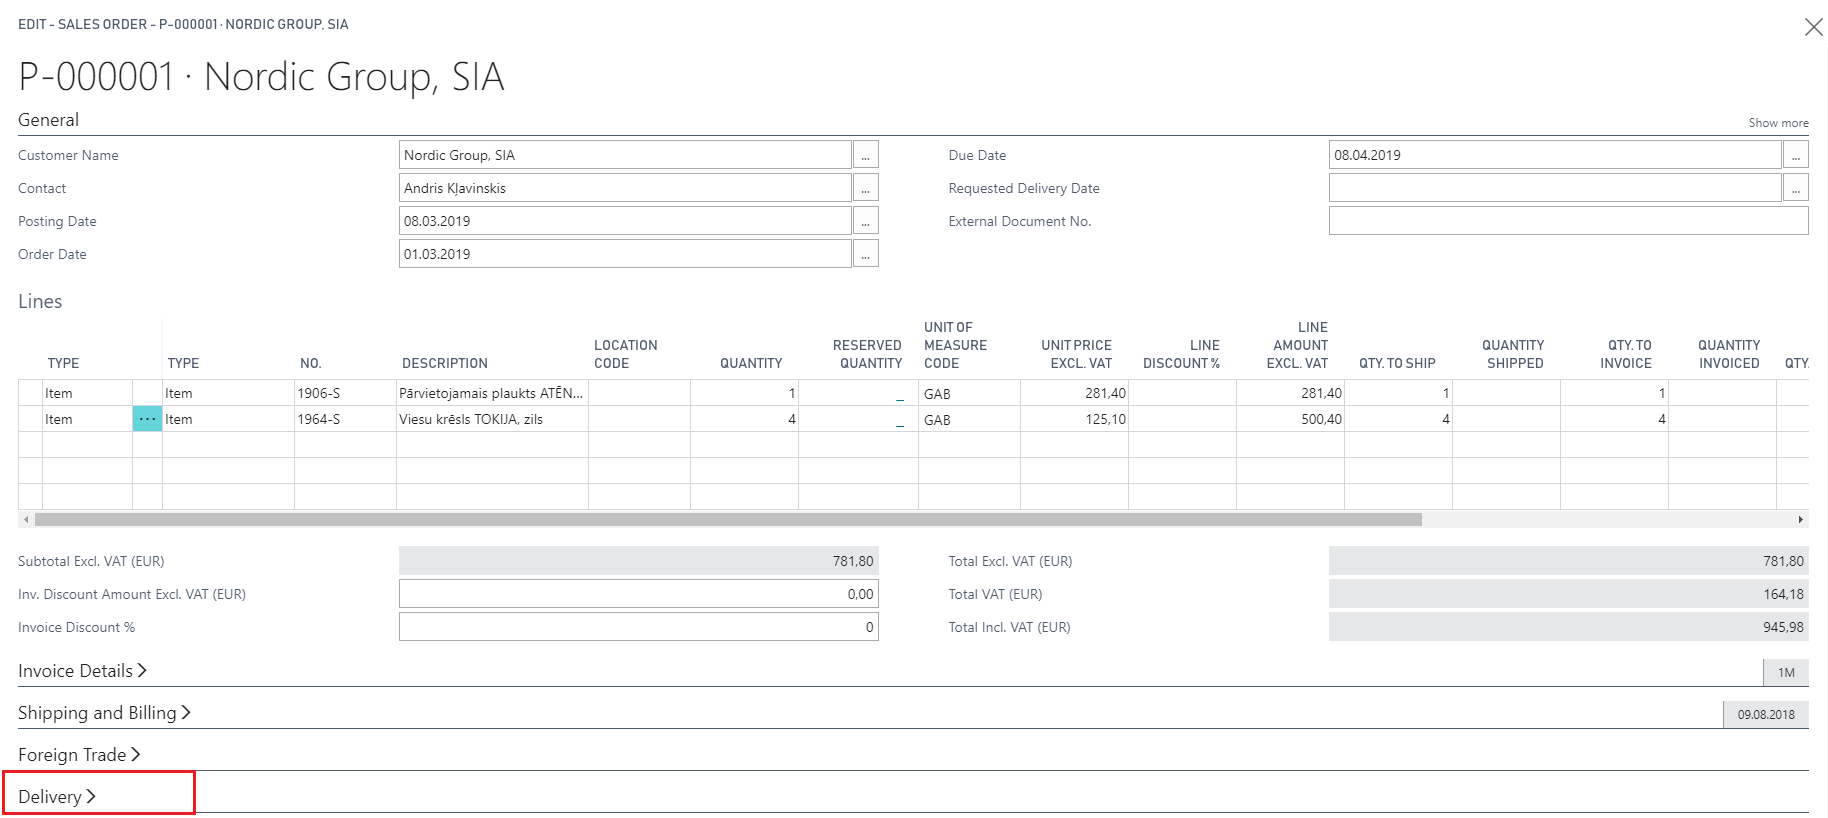 EDIT - SALES ORDER - P-000001 · NORDIC GROUP, SIA
P-000001 · Nordic Group, SIA
General
Show more
Customer Name Nordic Group, SIA ... Due Date 08.04.2019 ...
Contact Andris Kļavinskis ... Requested Delivery Date ...
Posting Date 08.03.2019 ... External Document No.
Order Date 01.03.2019 ...
Lines
TYPE TYPE NO. DESCRIPTION LOCATION CODE QUANTITY RESERVED QUANTITY UNIT OF MEASURE CODE UNIT PRICE EXCL. VAT LINE DISCOUNT % LINE AMOUNT EXCL. VAT QTY. TO SHIP QUANTITY SHIPPED QTY. TO INVOICE QUANTITY INVOICED QTY.
Item Item 1906-S Pārvietojamais plaukts ATĒN... 1 _ GAB 281,40 281,40 1 1
Item ... Item 1964-S Viesu krēsls TOKIJA, zils 4 _ GAB 125,10 500,40 4 4
Subtotal Excl. VAT (EUR) 781,80 Total Excl. VAT (EUR) 781,80
Inv. Discount Amount Excl. VAT (EUR) 0,00 Total VAT (EUR) 164,18
Invoice Discount % 0 Total Incl. VAT (EUR) 945,98
Invoice Details > 1M
Shipping and Billing > 09.08.2018
Foreign Trade >
Delivery >